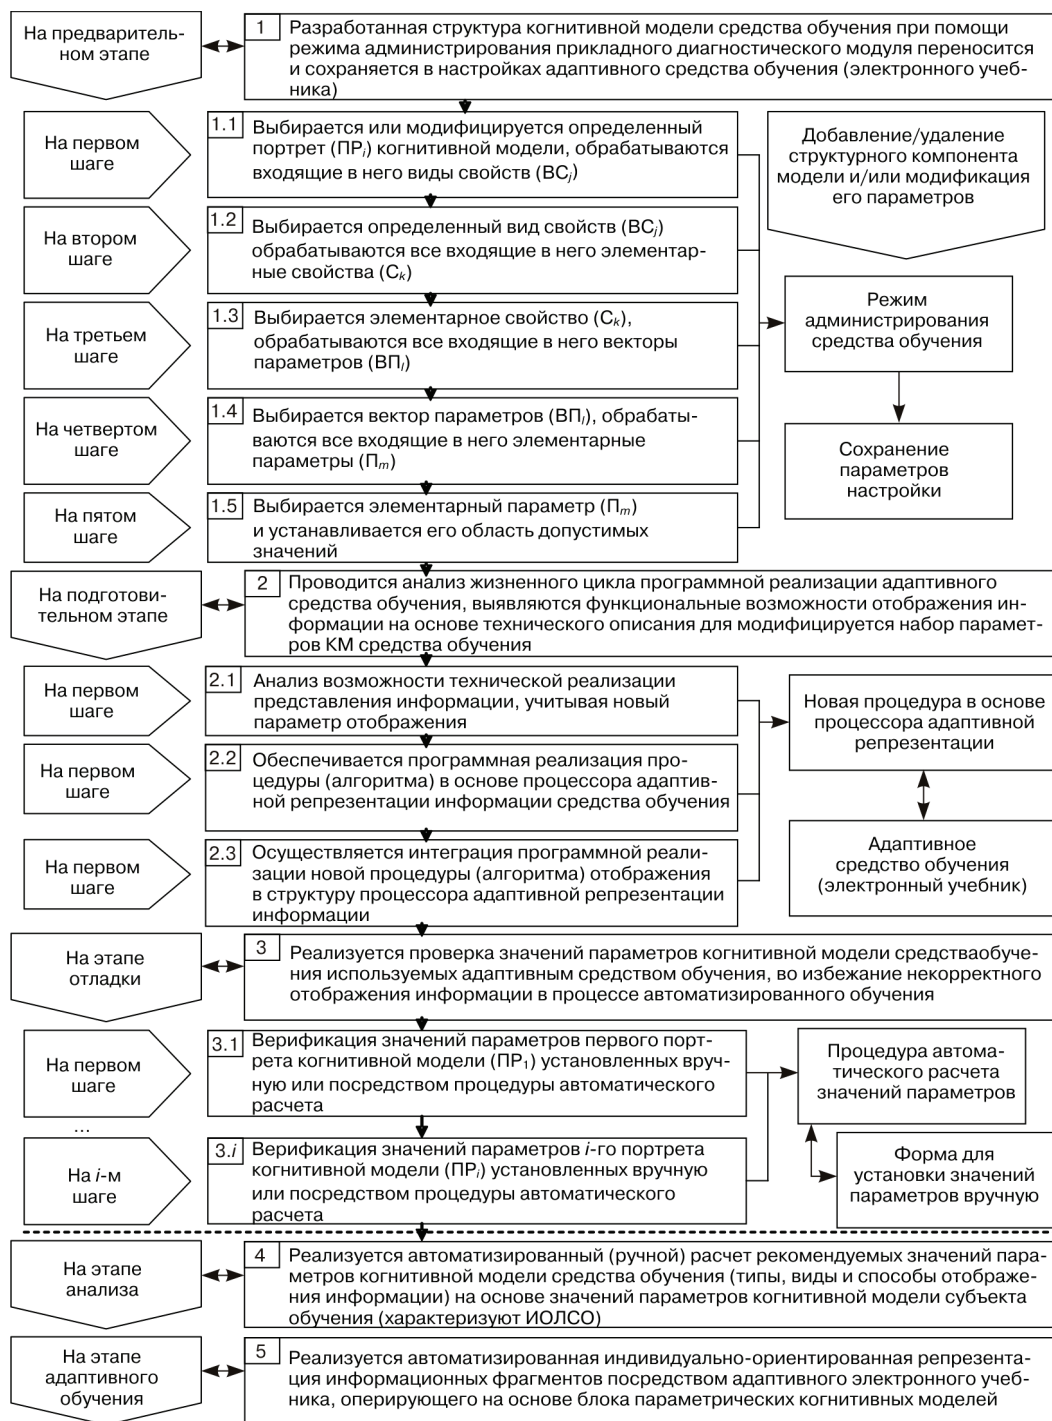 На предваритель-
ном этапе
1
Разработанная структура когнитивной модели средства обучения при помощи
режима администрирования прикладного диагностического модуля переносится
и сохраняется в настройках адаптивного средства обучения (электронного учеб-
ника)
На первом
шаге
1.1
Выбирается или модифицируется определенный
портрет (ПРi) когнитивной модели, обрабатываются
входящие в него виды свойств (ВСj)
Добавление/удаление
структурного компонента
модели и/или модификация
его параметров
На втором
шаге
1.2
Выбирается определенный вид свойств (ВСj)
обрабатываются все входящие в него элементар-
ные свойства (Сk)
На третьем
шаге
1.3
Выбирается элементарное свойство (Сk),
обрабатываются все входящие в него векторы
параметров (ВПl)
Режим
администрирования
средства обучения
На четвертом
шаге
1.4
Выбирается вектор параметров (ВПl), обрабаты-
ваются все входящие в него элементарные
параметры (Пm)
Сохранение
параметров
настройки
На пятом
шаге
1.5
Выбирается элементарный параметр (Пm)
и устанавливается его область допустимых
значений
На подготови-
тельном этапе
2
Проводится анализ жизненного цикла программной реализации адаптивного
средства обучения, выявляются функциональные возможности отображения ин-
формации на основе технического описания для модифицируется набор парамет-
ров КМ средства обучения
На первом
шаге
2.1
Анализ возможности технической реализации
представления информации, учитывая новый
параметр отображения
Новая процедура в основе
процессора адаптивной
репрезентации
На первом
шаге
2.2
Обеспечивается программная реализация про-
цедуры (алгоритма) в основе процессора адаптив-
ной репрезентации информации средства обучения
На первом
шаге
2.3
Осуществляется интеграция программной реали-
зации новой процедуры (алгоритма) отображения
в структуру процессора адаптивной репрезентации
информации
Адаптивное
средство обучения
(электронный учебник)
На этапе
отладки
3
Реализуется проверка значений параметров когнитивной модели средстваобуче-
ния используемых адаптивным средством обучения, во избежание некорректного
отображения информации в процессе автоматизированного обучения
На первом
шаге
3.1
Верификация значений параметров первого порт-
рета когнитивной модели (ПР1) установленных вруч-
ную или посредством процедуры автоматического
расчета
Процедура автома-
тического расчета
значений параметров
...
На i-м
шаге
3.i
Верификация значений параметров i-го портрета
когнитивной модели (ПРi) установленных вручную
или посредством процедуры автоматического
расчета
Форма для
установки значений
параметров вручную
На этапе
анализа
4
Реализуется автоматизированный (ручной) расчет рекомендуемых значений пара-
метров когнитивной модели средства обучения (типы, виды и способы отображе-
ния информации) на основе значений параметров когнитивной модели субъекта
обучения (характеризуют ИОЛСО)
На этапе
адаптивного
обучения
5
Реализуется автоматизированная индивидуально-ориентированная репрезента-
ция информационных фрагментов посредством адаптивного электронного учеб-
ника, оперирующего на основе блока параметрических когнитивных моделей